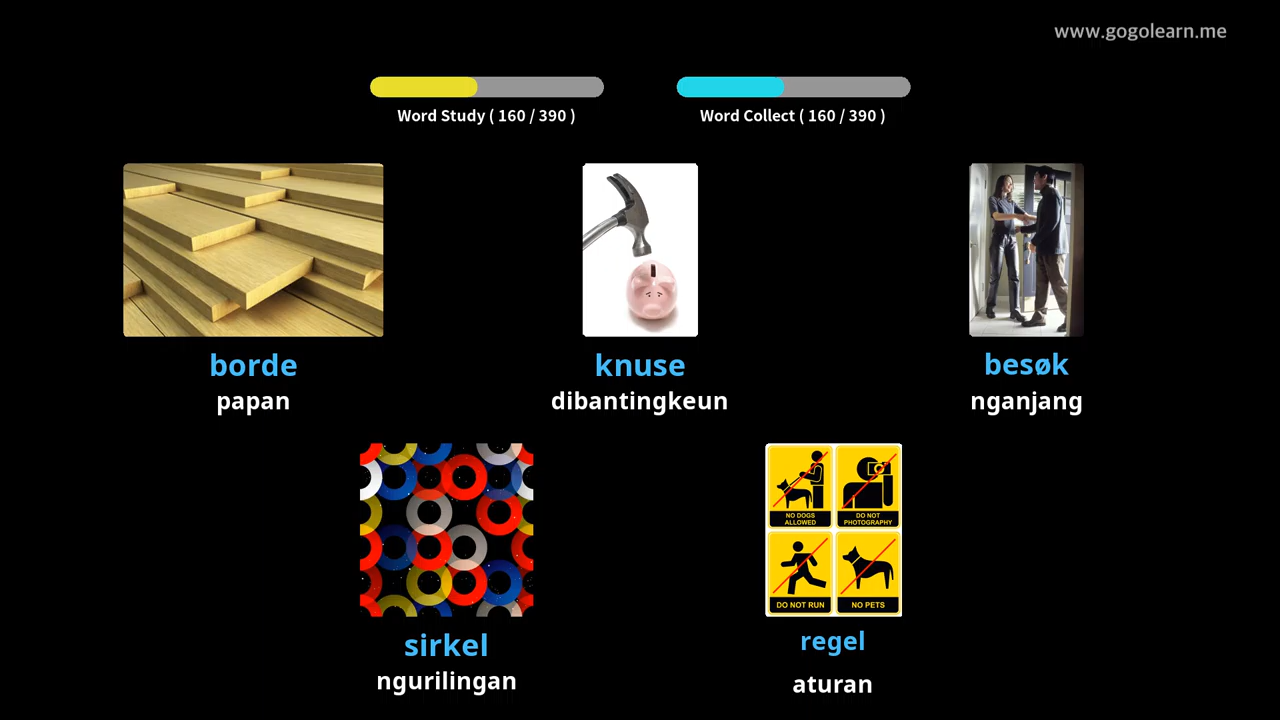 www.gogolearn.me
Word Study ( 160 / 390 )
Word Collect ( 160 / 390 )
borde
papan
knuse
dibantingkeun
besøk
nganjang
NO DOGS
ALLOWED
DO NOT
PHOTOGRAPHY
DO NOT RUN
NO PETS
sirkel
ngurilingan
regel
aturan